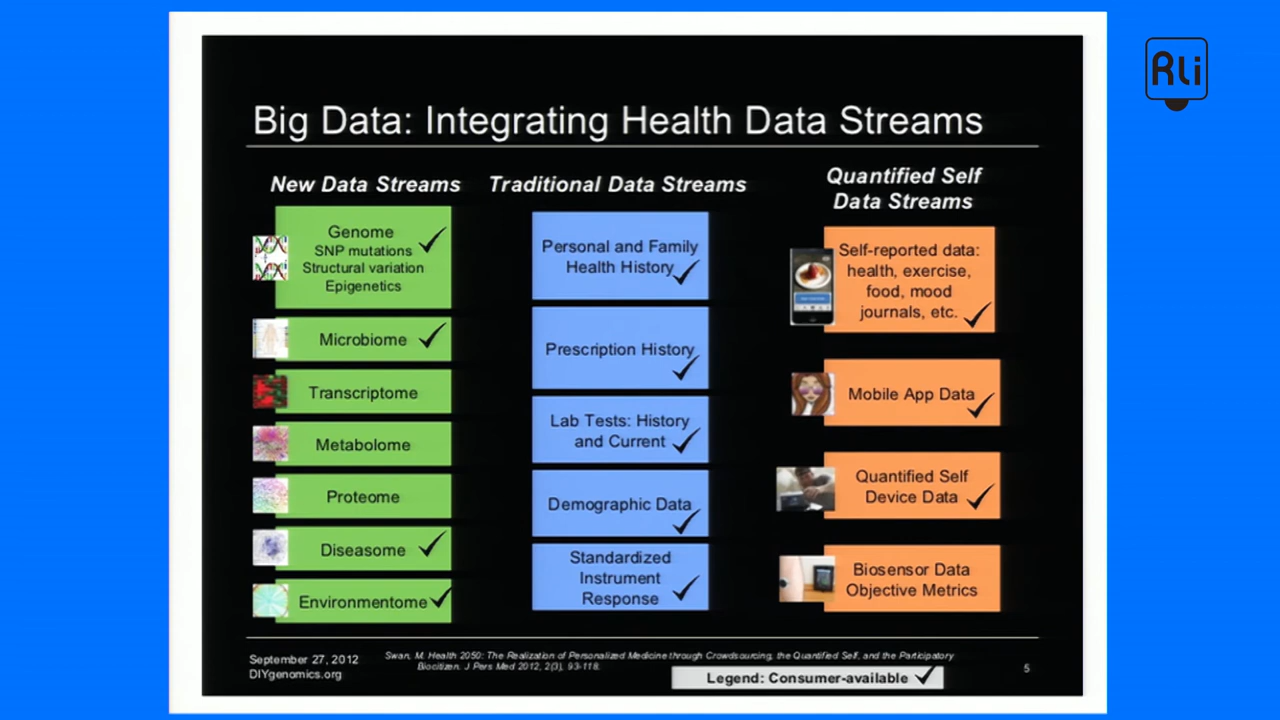 RLi
Big Data: Integrating Health Data Streams
New Data Streams
Genome
SNP mutations
Structural variation
Epigenetics
Microbiome
Transcriptome
Metabolome
Proteome
Diseasome
Environmentome
Traditional Data Streams
Personal and Family
Health History
Prescription History
Lab Tests: History
and Current
Demographic Data
Standardized
Instrument
Response
Quantified Self
Data Streams
Self-reported data:
health, exercise,
food, mood
journals, etc.
Mobile App Data
Quantified Self
Device Data
Biosensor Data
Objective Metrics
September 27, 2012
DIYgenomics.org
Swan, M. Health 2050: The Realization of Personalized Medicine through Crowdsourcing, the Quantified Self, and the Participatory
Biocitizen. J Pers Med 2012, 2(3), 93-118.
Legend: Consumer-available
5